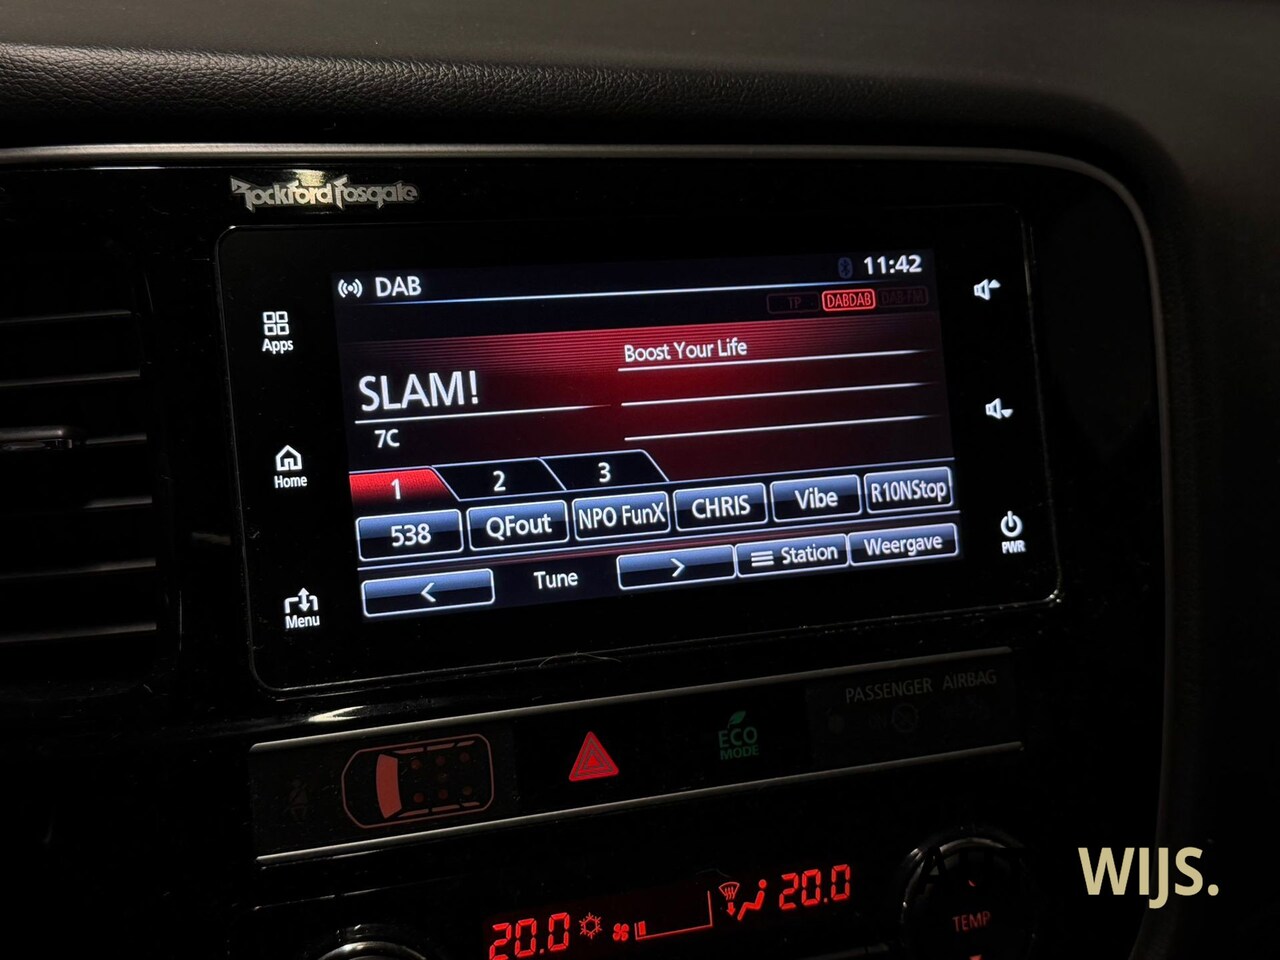 Rockford Fosgate
DAB
11:42
TP
DABDAB
DAB-FM
Apps
Boost Your Life
SLAM!
7C
Home
1
2
3
538
QFout
NPO FunX
CHRIS
Vibe
R10NStop
<
Tune
>
Station
Weergave
PWR
Menu
PASSENGER AIRBAG
ECO
MODE
20.0
20.0
TEMP
WIJS.